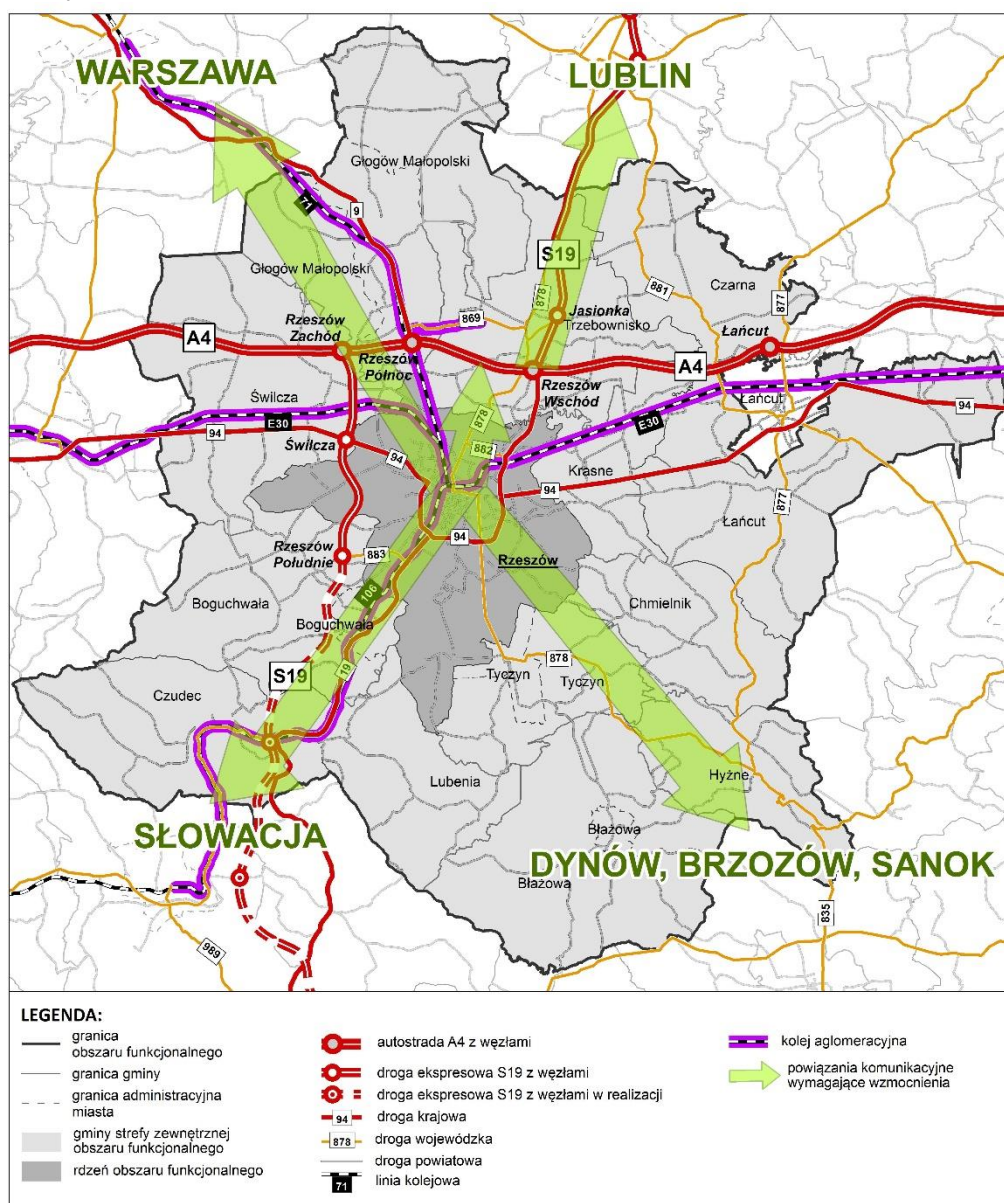 WARSZAWA
LUBLIN
Głogów Małopolski
71
9
S19
Głogów Małopolski
878
881
Czarna
877
Rzeszów
Zachód
Jasionka
Trzebownisko
869
Łańcut
A4
Rzeszów
Północ
A4
Rzeszów
Wschód
Świlcza
878
Łańcut
94
E30
94
E30
Świlcza
94
882
Krasne
877
94
Łańcut
94
Rzeszów
Południe
883
Rzeszów
106
Boguchwała
Chmielnik
Boguchwała
19
878
S19
Tyczyn
Tyczyn
Czudec
Lubenia
Hyżne
SŁOWACJA
Błażowa
DYNÓW, BRZOZÓW, SANOK
Błażowa
835
989
LEGENDA:
granica
obszaru funkcjonalnego
granica gminy
granica administracyjna
miasta
gminy strefy zewnętrznej
obszaru funkcjonalnego
rdzeń obszaru funkcjonalnego
autostrada A4 z węzłami
droga ekspresowa S19 z węzłami
droga ekspresowa S19 z węzłami w realizacji
94 droga krajowa
878 droga wojewódzka
droga powiatowa
71 linia kolejowa
kolej aglomeracyjna
powiązania komunikacyjne
wymagające wzmocnienia